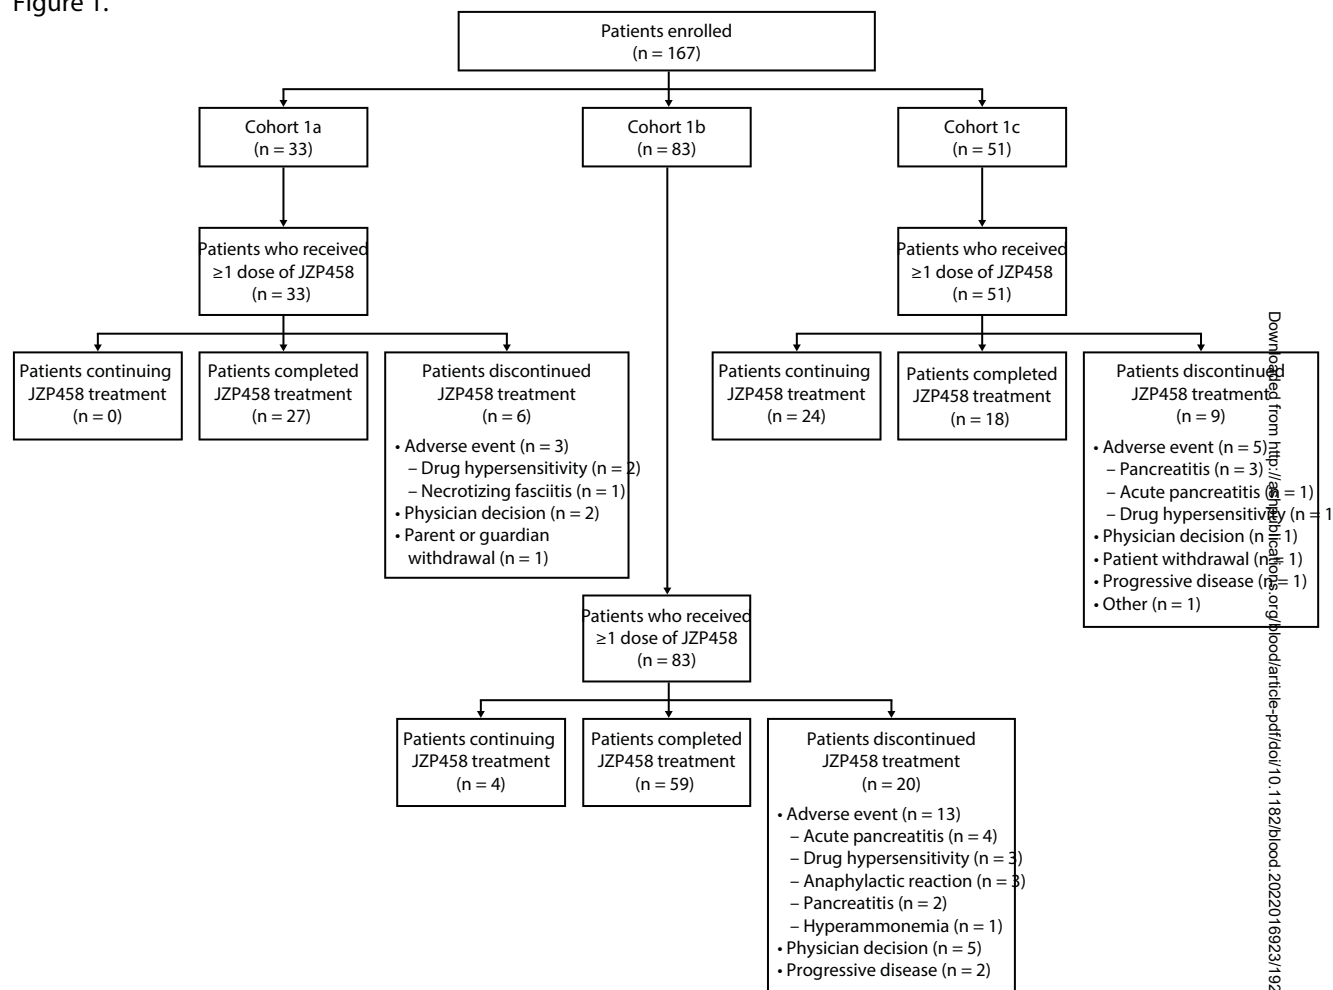 Figure 1.
Patients enrolled
(n = 167)
Cohort 1a
(n = 33)
Cohort 1b
(n = 83)
Cohort 1c
(n = 51)
Patients who received
≥1 dose of JZP458
(n = 33)
Patients who received
≥1 dose of JZP458
(n = 51)
Patients continuing
JZP458 treatment
(n = 0)
Patients completed
JZP458 treatment
(n = 27)
Patients discontinued
JZP458 treatment
(n = 6)
• Adverse event (n = 3)
– Drug hypersensitivity (n = 2)
– Necrotizing fasciitis (n = 1)
• Physician decision (n = 2)
• Parent or guardian
withdrawal (n = 1)
Patients continuing
JZP458 treatment
(n = 24)
Patients completed
JZP458 treatment
(n = 18)
Patients discontinued
JZP458 treatment
(n = 9)
• Adverse event (n = 5)
– Pancreatitis (n = 3)
– Acute pancreatitis (n = 1)
– Drug hypersensitivity (n = 1
• Physician decision (n = 1)
• Patient withdrawal (n = 1)
• Progressive disease (n = 1)
• Other (n = 1)
Patients who received
≥1 dose of JZP458
(n = 83)
Patients continuing
JZP458 treatment
(n = 4)
Patients completed
JZP458 treatment
(n = 59)
Patients discontinued
JZP458 treatment
(n = 20)
• Adverse event (n = 13)
– Acute pancreatitis (n = 4)
– Drug hypersensitivity (n = 3)
– Anaphylactic reaction (n = 3)
– Pancreatitis (n = 2)
– Hyperammonemia (n = 1)
• Physician decision (n = 5)
• Progressive disease (n = 2)
Downloaded from http://ashpublications.org/blood/article-pdf/doi/10.1182/blood.2022016923/192